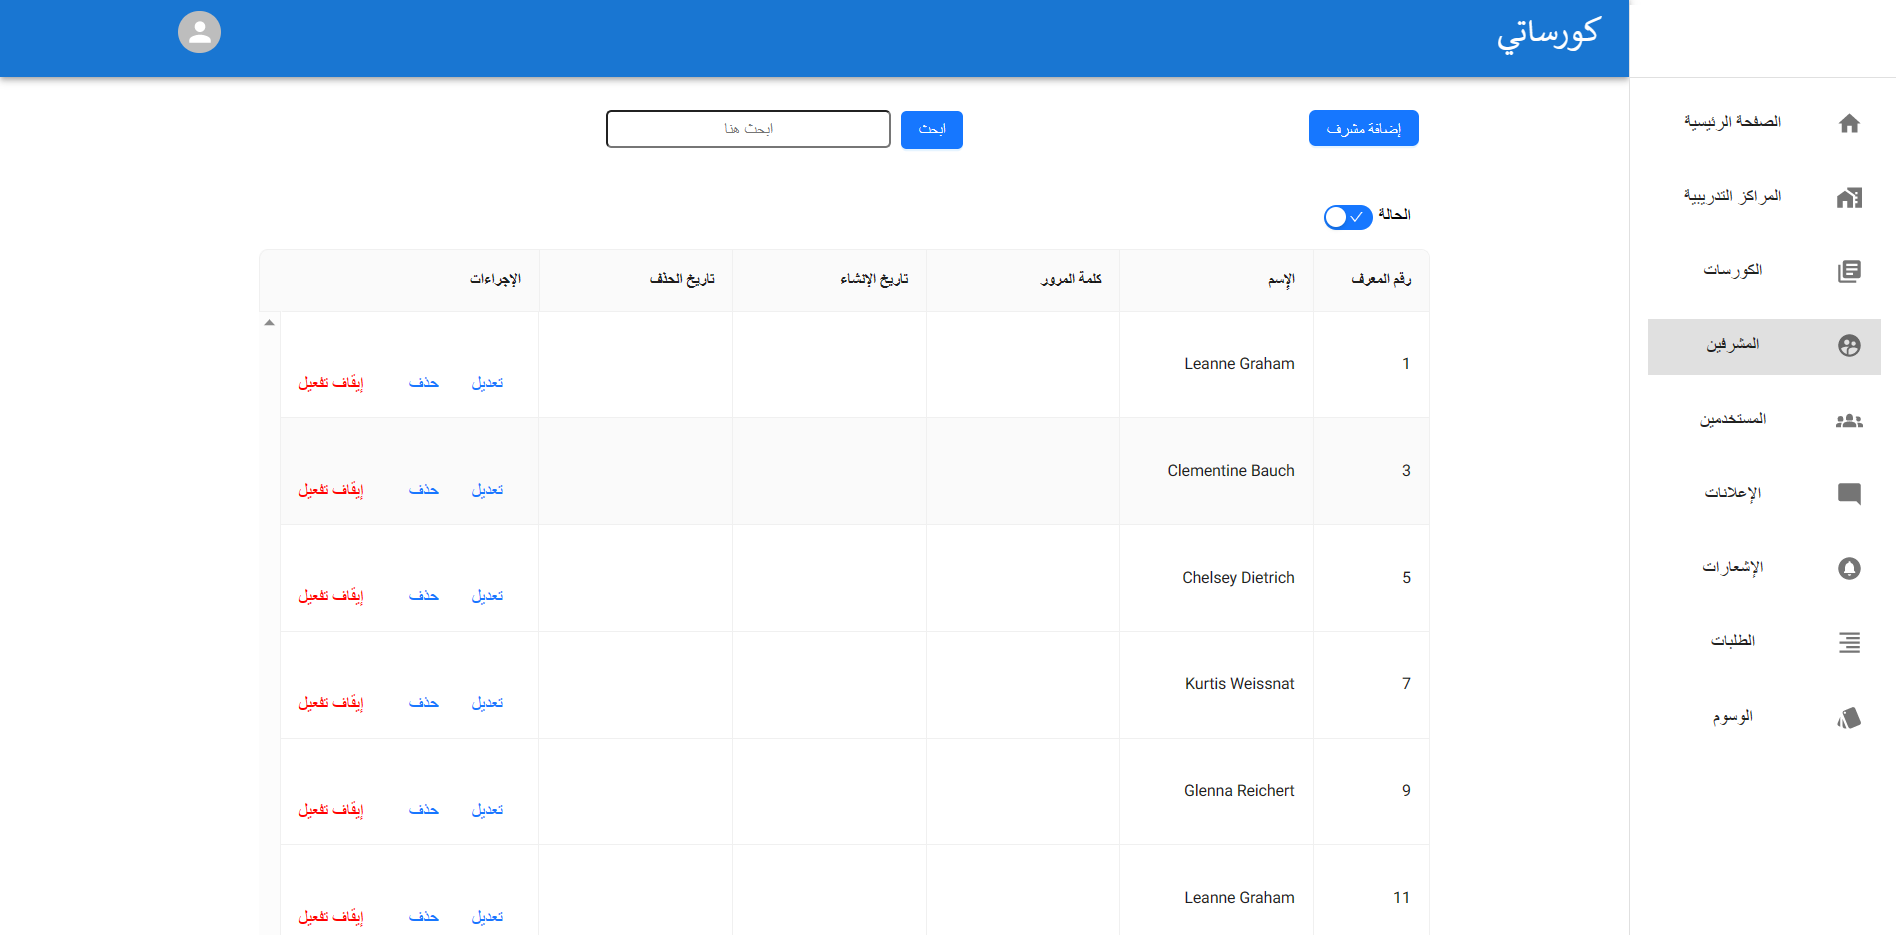 كورساتي
الصفحة الرئيسية
المراكز التدريبية
الكورسات
المشرفين
المستخدمين
الإعلانات
الإشعارات
الطلبات
الوسوم
إضافة مشرف
ابحث
ابحث هنا
الحالة
رقم المعرف الإسم كلمة المرور تاريخ الإنشاء تاريخ الحذف الإجراءات
1 Leanne Graham تعديل حذف إيقاف تفعيل
3 Clementine Bauch تعديل حذف إيقاف تفعيل
5 Chelsey Dietrich تعديل حذف إيقاف تفعيل
7 Kurtis Weissnat تعديل حذف إيقاف تفعيل
9 Glenna Reichert تعديل حذف إيقاف تفعيل
11 Leanne Graham تعديل حذف إيقاف تفعيل